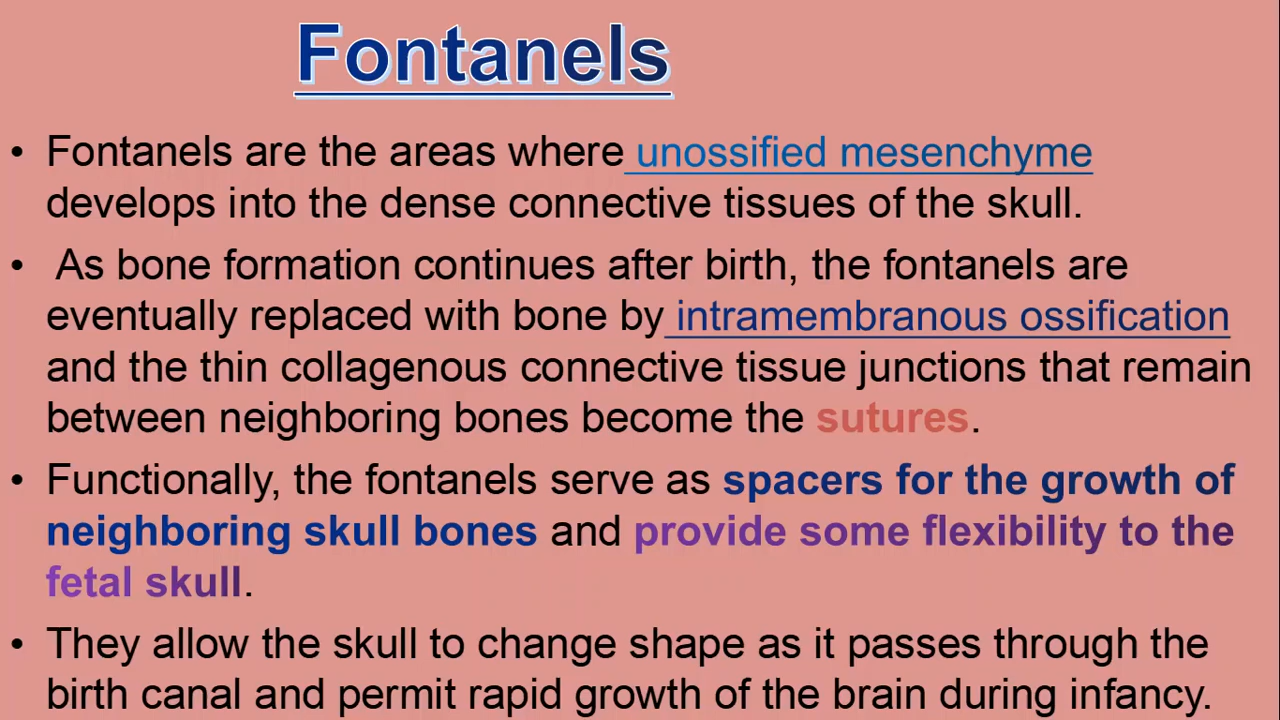 Fontanels
• Fontanels are the areas where unossified mesenchyme
develops into the dense connective tissues of the skull.
• As bone formation continues after birth, the fontanels are
eventually replaced with bone by intramembranous ossification
and the thin collagenous connective tissue junctions that remain
between neighboring bones become the sutures.
• Functionally, the fontanels serve as spacers for the growth of
neighboring skull bones and provide some flexibility to the
fetal skull.
• They allow the skull to change shape as it passes through the
birth canal and permit rapid growth of the brain during infancy.